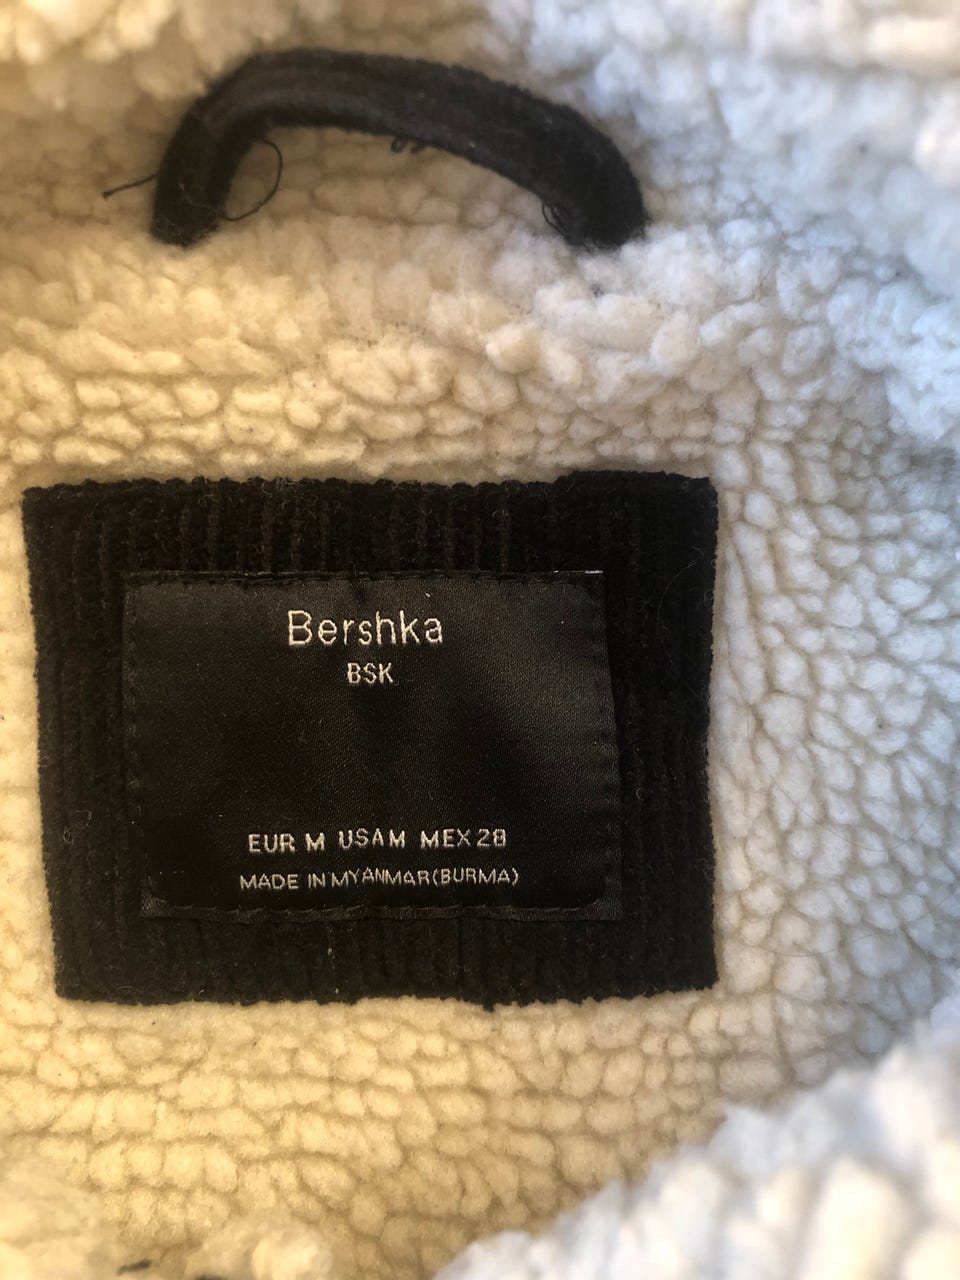 Bershka
BSK
EUR M USA M MEX 28
MADE IN MYANMAR (BURMA)